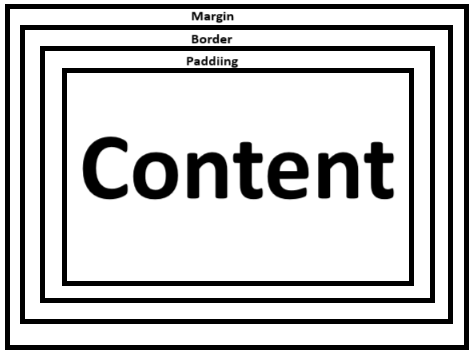 Margin
Border
Paddiing
Content